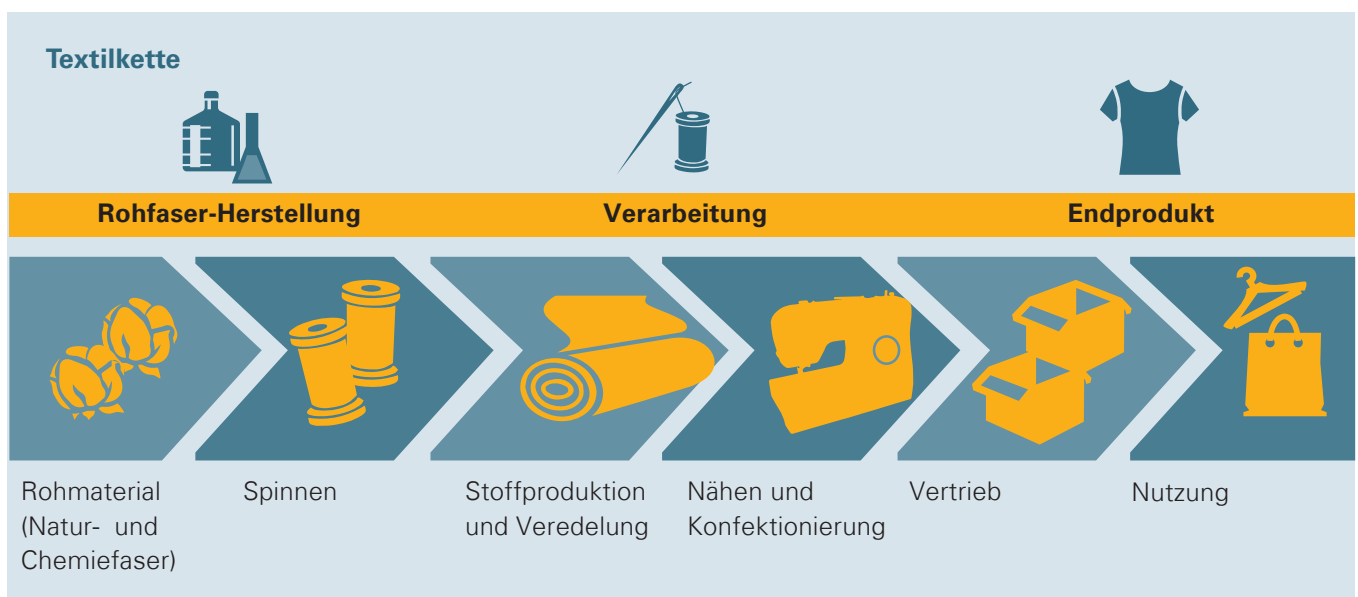 Textilkette
Rohfaser-Herstellung
Verarbeitung
Endprodukt
Rohmaterial
(Natur- und
Chemiefaser)
Spinnen
Stoffproduktion
und Veredelung
Nähen und
Konfektionierung
Vertrieb
Nutzung